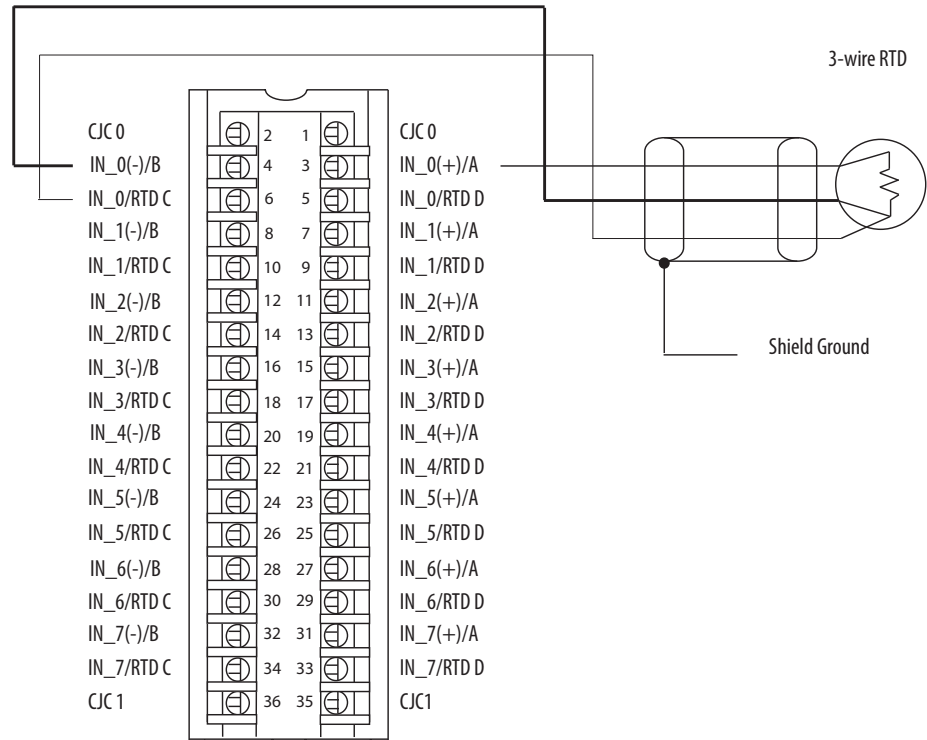 3-wire RTD
CJC 0 2 1 CJC 0
IN_0(-)/B 4 3 IN_0(+)/A
IN_0/RTD C 6 5 IN_0/RTD D
IN_1(-)/B 8 7 IN_1(+)/A
IN_1/RTD C 10 9 IN_1/RTD D
IN_2(-)/B 12 11 IN_2(+)/A
IN_2/RTD C 14 13 IN_2/RTD D
Shield Ground
IN_3(-)/B 16 15 IN_3(+)/A
IN_3/RTD C 18 17 IN_3/RTD D
IN_4(-)/B 20 19 IN_4(+)/A
IN_4/RTD C 22 21 IN_4/RTD D
IN_5(-)/B 24 23 IN_5(+)/A
IN_5/RTD C 26 25 IN_5/RTD D
IN_6(-)/B 28 27 IN_6(+)/A
IN_6/RTD C 30 29 IN_6/RTD D
IN_7(-)/B 32 31 IN_7(+)/A
IN_7/RTD C 34 33 IN_7/RTD D
CJC 1 36 35 CJC1